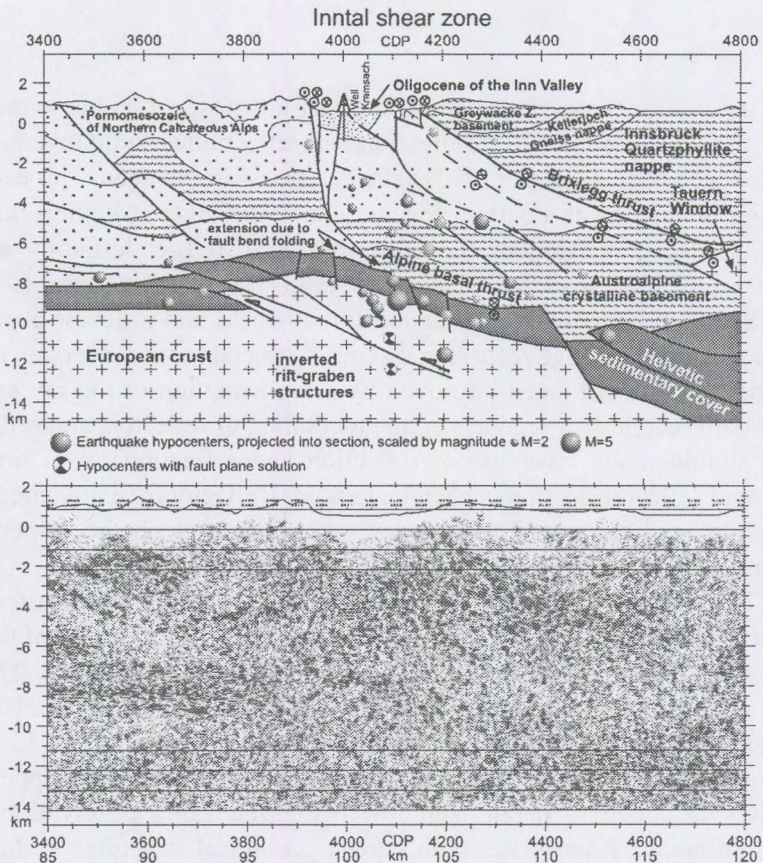 Inntal shear zone
3400 3600 3800 4000 CDP 4200 4400 4600 4800
2
0
-2
-4
-6
-8
-10
-12
-14
km
Well
Kramsach
Oligocene of the Inn Valley
Permomesozoic
of Northern Calcareous Alps
Greywacke Z.
basement
Kellerjoch
Gneiss nappe
Innsbruck
Quartzphyllite
nappe
Brixlegg thrust
Tauern
Window
extension due to
fault bend folding
Alpine basal thrust
Austroalpine
crystalline basement
European crust
inverted
rift-graben
structures
Helvetic
sedimentary cover
Earthquake hypocenters, projected into section, scaled by magnitude M=2 M=5
Hypocenters with fault plane solution
2
0
-2
-4
-6
-8
-10
-12
-14
km
3400 3600 3800 4000 CDP 4200 4400 4600 4800
85 90 95 100 km 105 110 115 120